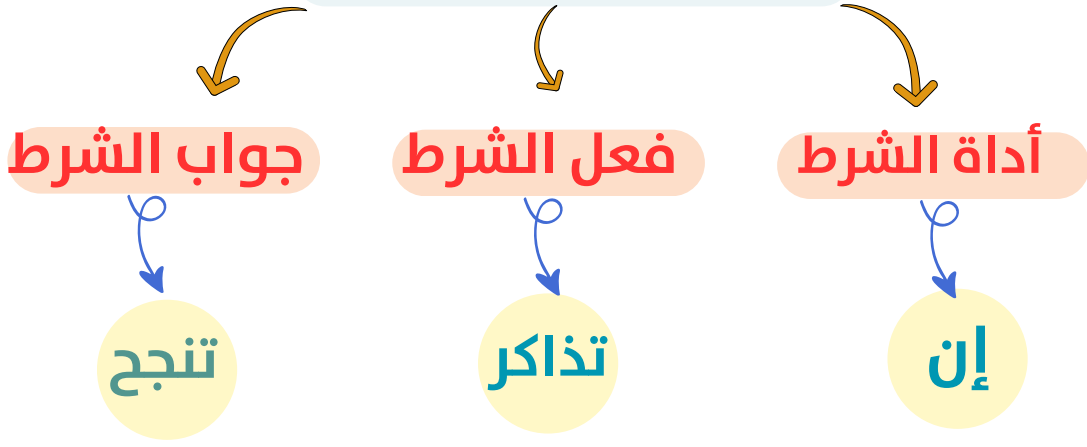 أداة الشرط
فعل الشرط
جواب الشرط
إن
تذاكر
تنجح